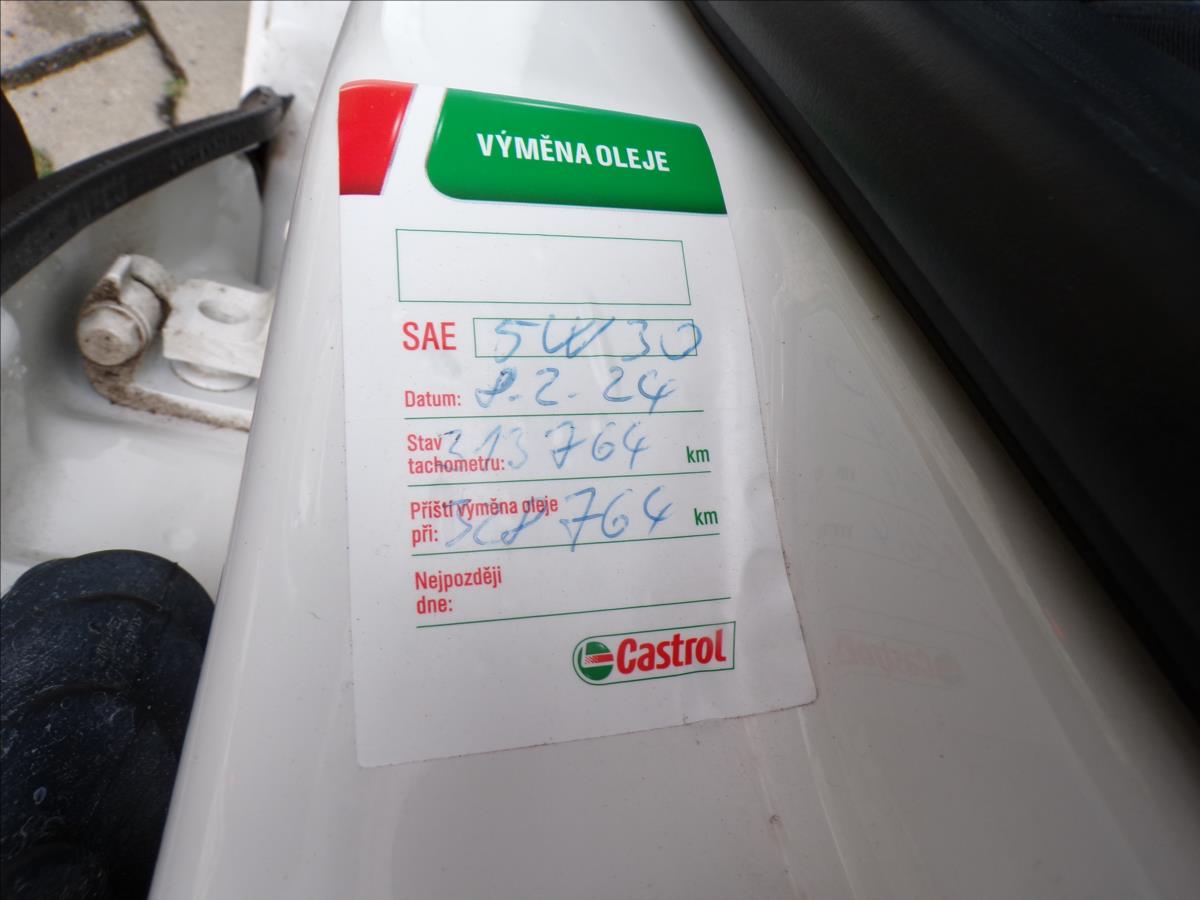 VÝMĚNA OLEJE
SAE 5W30
Datum: 8.2.24
Stav
tachometru: 313 764 km
Příští výměna oleje
při: 328 764 km
Nejpozději
dne:
Castrol